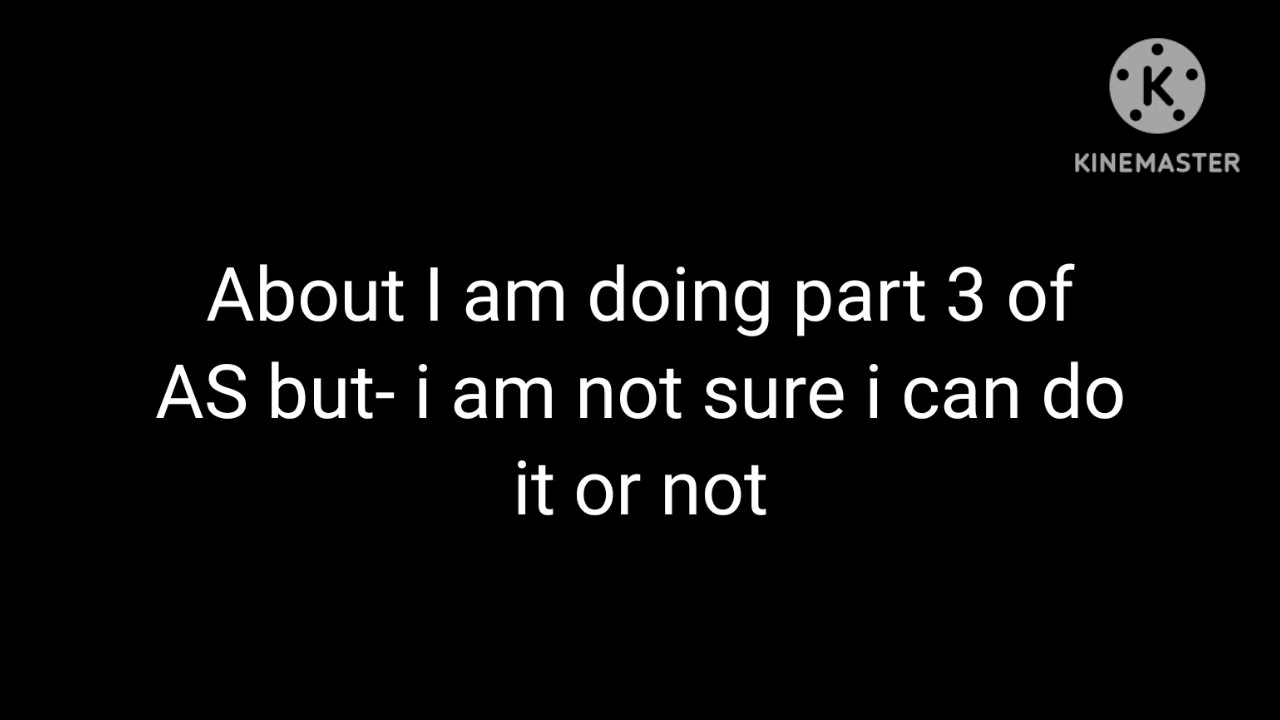 K
KINEMASTER
About I am doing part 3 of
AS but- i am not sure i can do
it or not